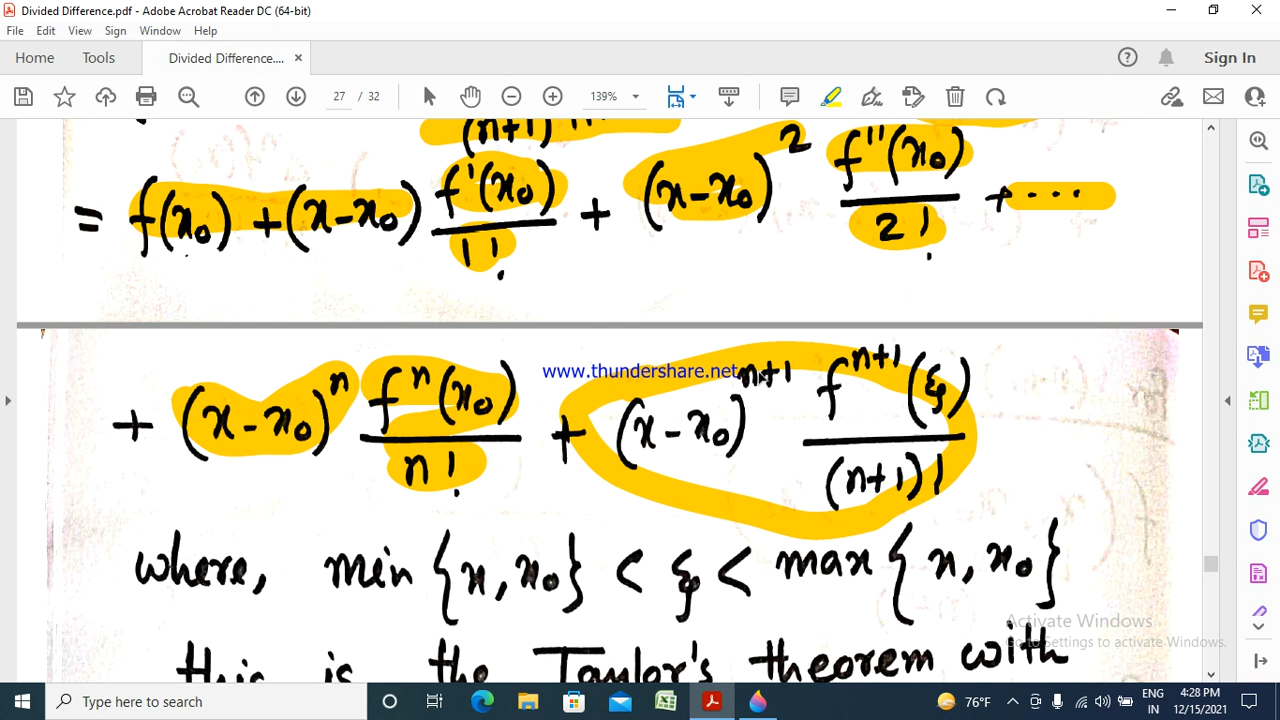 Divided Difference.pdf - Adobe Acrobat Reader DC (64-bit)
File Edit View Sign Window Help
Home Tools Divided Difference.... × Sign In
27 / 32 139%
(n+1)
= f(x₀) + (x-x₀) f'(x₀)/1! + (x-x₀)² f''(x₀)/2! + ...
www.thundershare.net
+ (x-x₀)ⁿ fⁿ(x₀)/n! + (x-x₀)ⁿ⁺¹ fⁿ⁺¹(ξ)/(n+1)!
where, min {x, x₀} < ξ < max {x, x₀}
Activate Windows
Go to Settings to activate Windows.
this is the Taylor's theorem with
Type here to search
76°F
ENG
IN
4:28 PM
12/15/2021